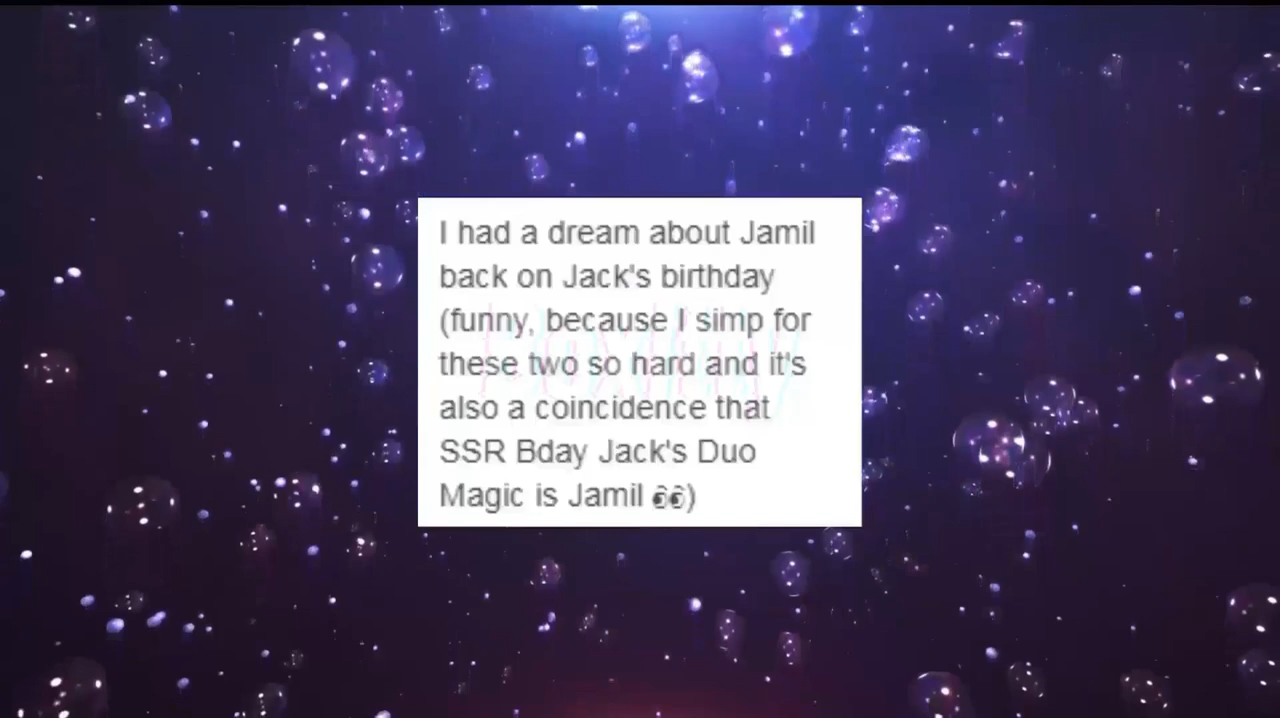 I had a dream about Jamil
back on Jack's birthday
(funny, because I simp for
these two so hard and it's
also a coincidence that
SSR Bday Jack's Duo
Magic is Jamil 👀)